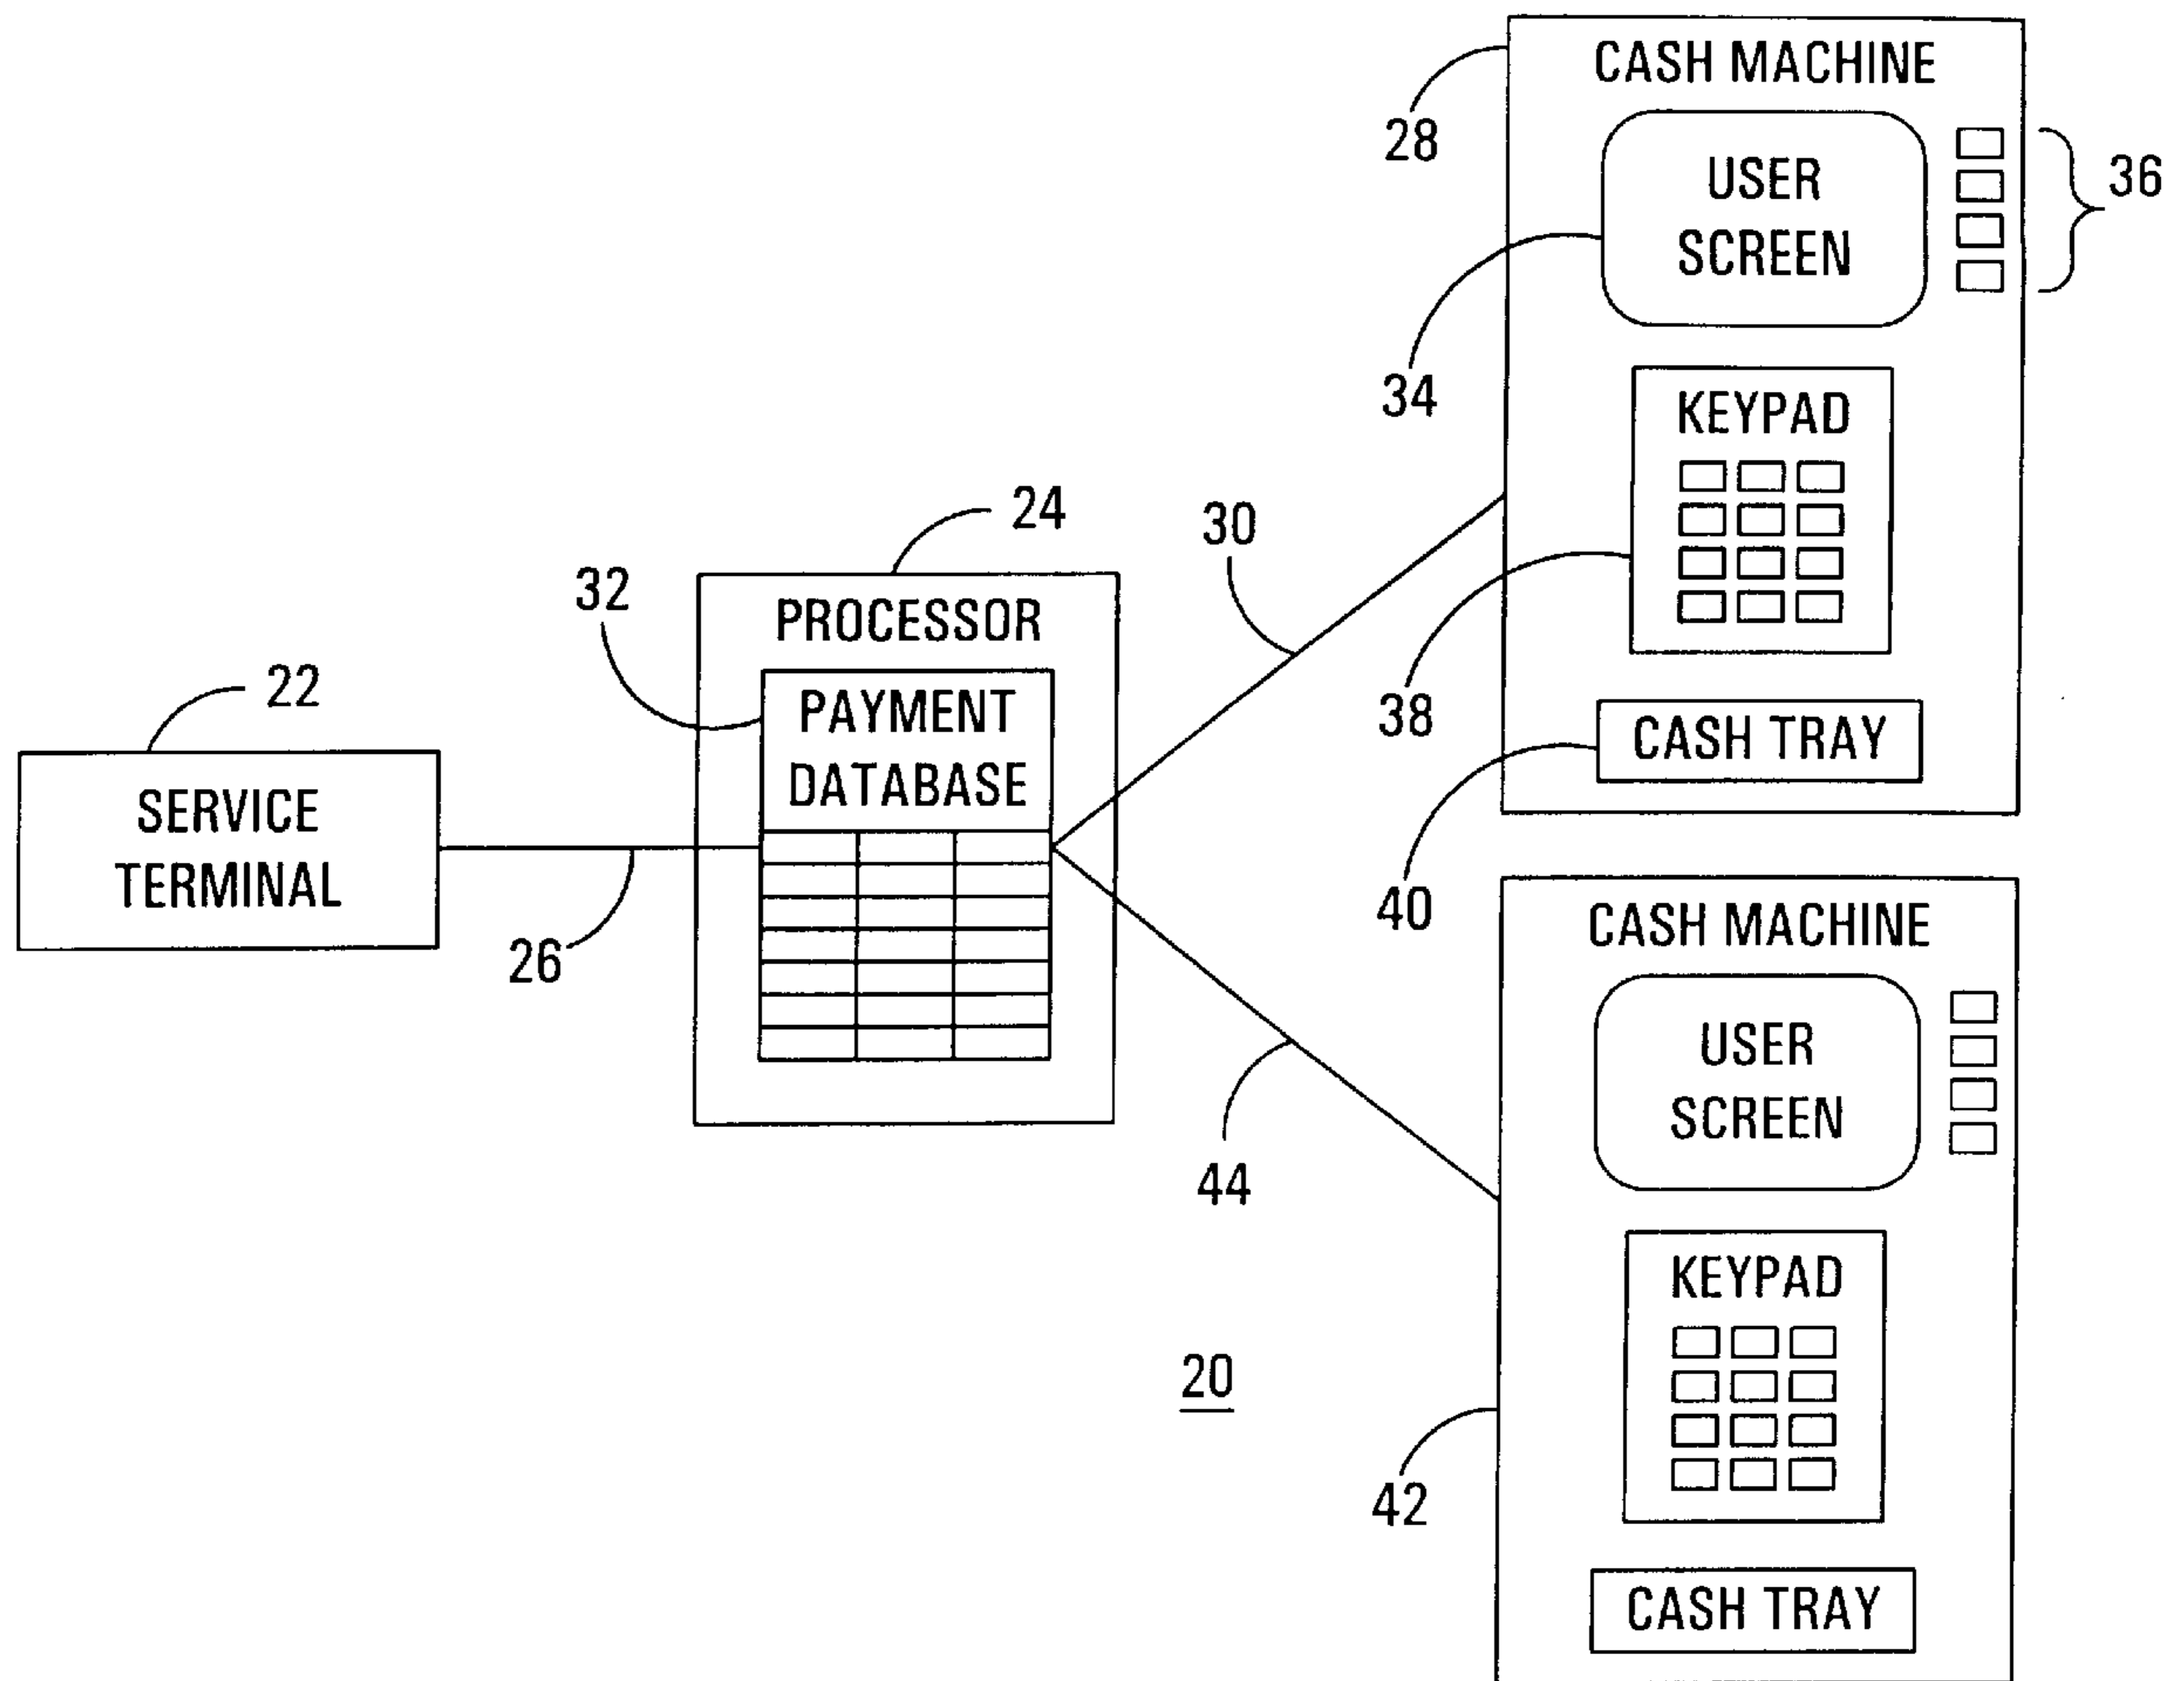 CASH MACHINE
28
USER
SCREEN
36
34
KEYPAD
38
CASH TRAY
40
24
30
32
PROCESSOR
PAYMENT
DATABASE
22
SERVICE
TERMINAL
26
44
20
CASH MACHINE
USER
SCREEN
KEYPAD
42
CASH TRAY